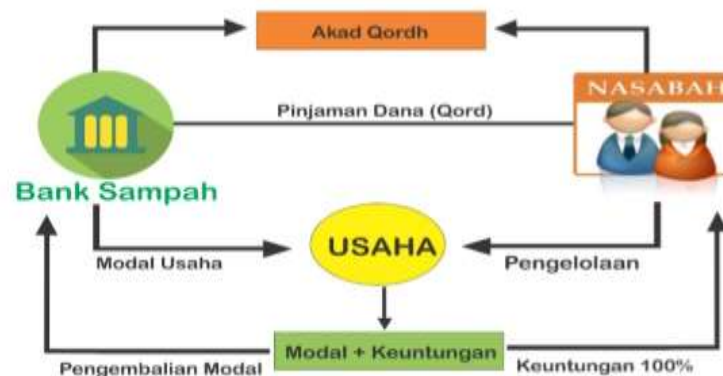 Akad Qordh
NASABAH
Pinjaman Dana (Qord)
Bank Sampah
USAHA
Modal Usaha
Pengelolaan
Modal + Keuntungan
Pengembalian Modal
Keuntungan 100%